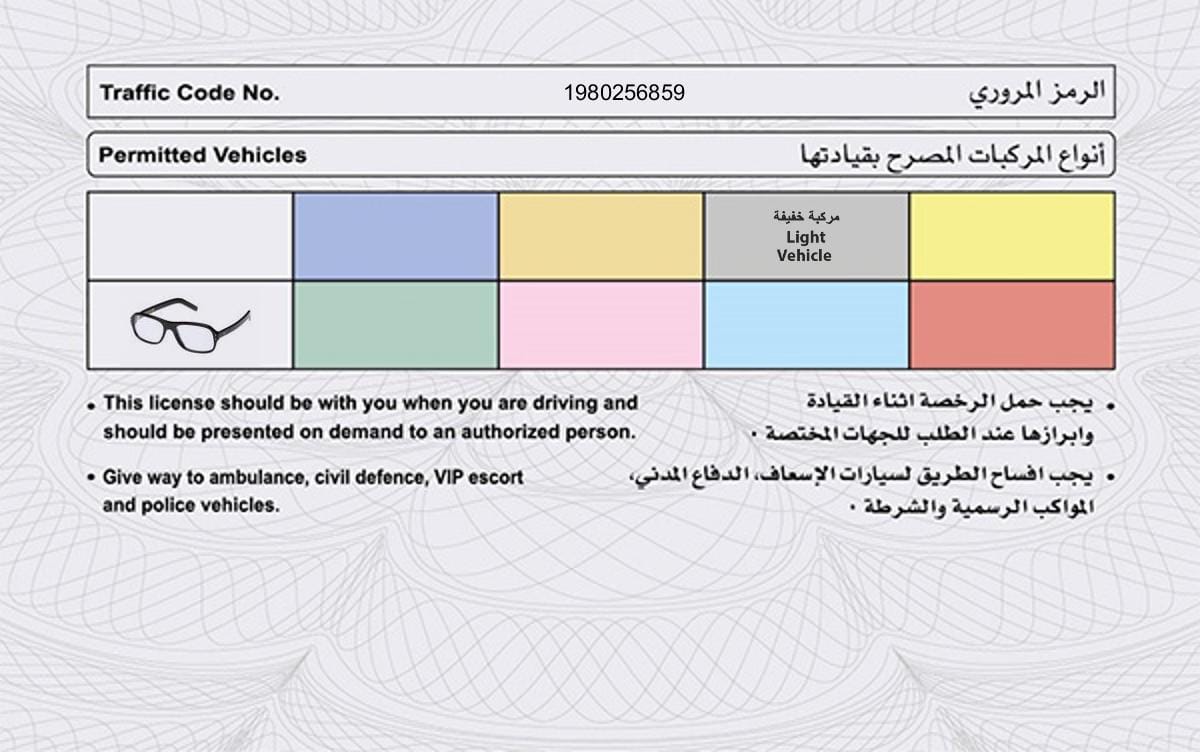 Traffic Code No. 1980256859 الرمز المروري
Permitted Vehicles أنواع المركبات المصرح بقيادتها
مركبة خفيفة
Light
Vehicle
• This license should be with you when you are driving and
should be presented on demand to an authorized person.
• يجب حمل الرخصة اثناء القيادة
وابرازها عند الطلب للجهات المختصة ٠
• Give way to ambulance, civil defence, VIP escort
and police vehicles.
• يجب افساح الطريق لسيارات الإسعاف، الدفاع المدني،
المواكب الرسمية والشرطة ٠